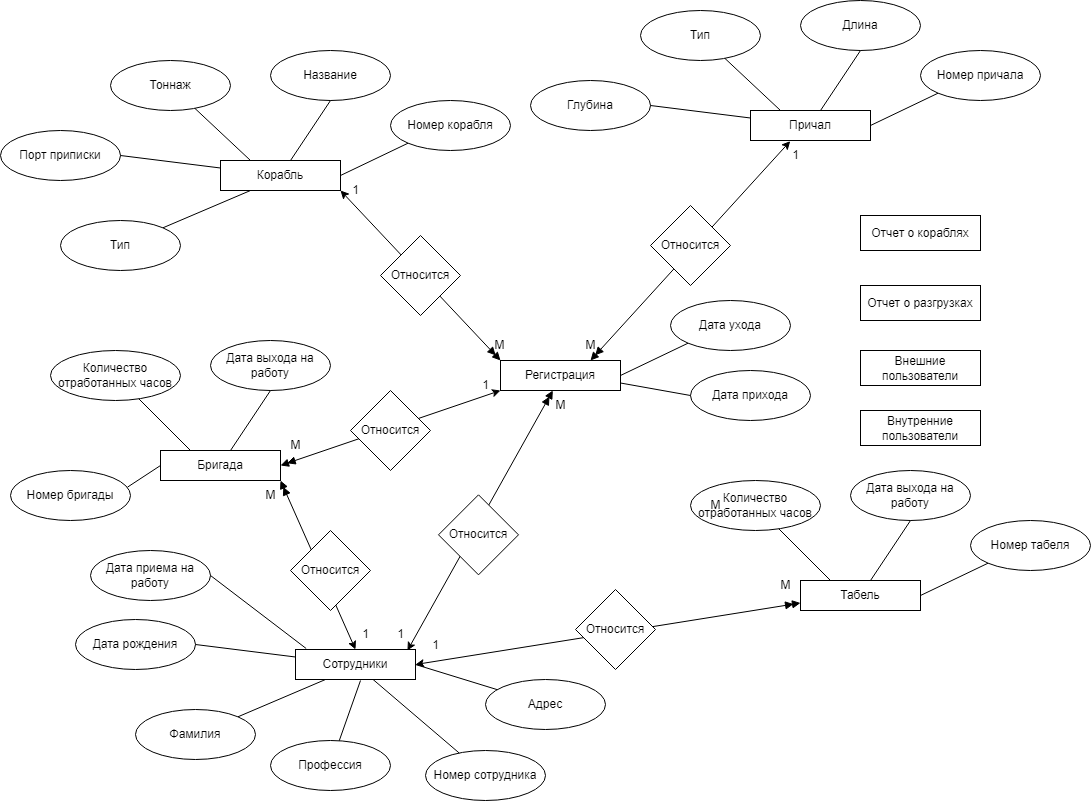 Тип
Длина
Номер причала
Глубина
Причал
1
Тоннаж
Название
Номер корабля
Порт приписки
Корабль
1
Тип
Относится
Относится
Отчет о кораблях
Отчет о разгрузках
Внешние
пользователи
Внутренние
пользователи
М
М
Регистрация
Дата ухода
Дата прихода
1
М
Количество
отработанных часов
Дата выхода на
работу
Относится
М
Бригада
Номер бригады
М
Относится
Относится
М
Количество
отработанных часов
Дата выхода на
работу
Номер табеля
М
Табель
Дата приема на
работу
Дата рождения
1
1
1
Относится
Сотрудники
Фамилия
Профессия
Номер сотрудника
Адрес